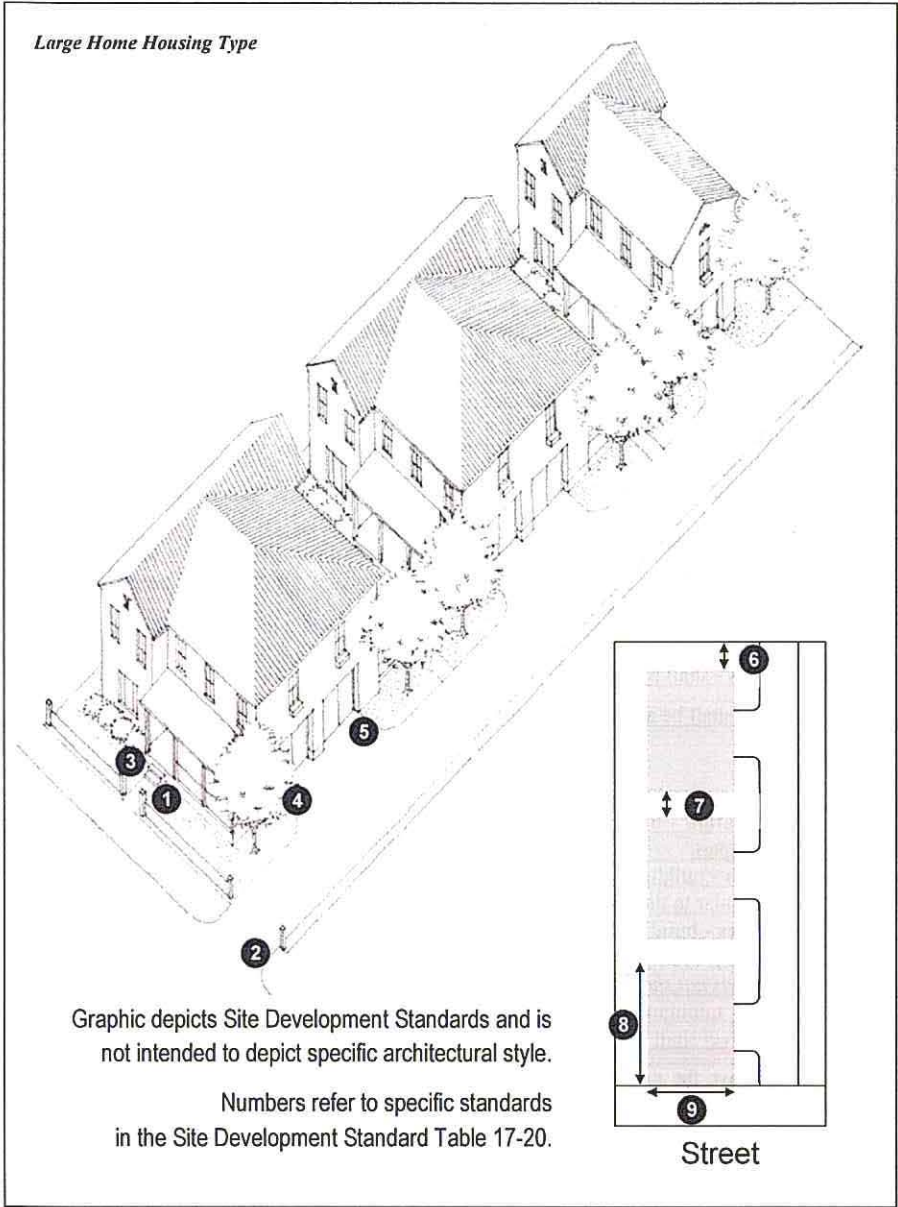 Large Home Housing Type
6
7
5
3
1
4
2
8
9
Graphic depicts Site Development Standards and is
not intended to depict specific architectural style.
Numbers refer to specific standards
in the Site Development Standard Table 17-20.
Street